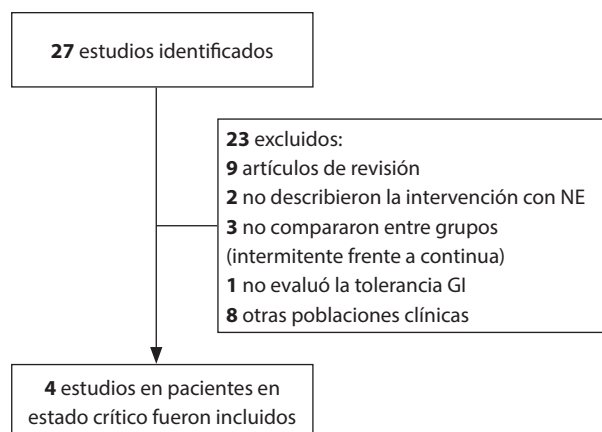 27 estudios identificados
23 excluidos:
9 artículos de revisión
2 no describieron la intervención con NE
3 no compararon entre grupos
(intermitente frente a continua)
1 no evaluó la tolerancia GI
8 otras poblaciones clínicas
4 estudios en pacientes en
estado crítico fueron incluidos